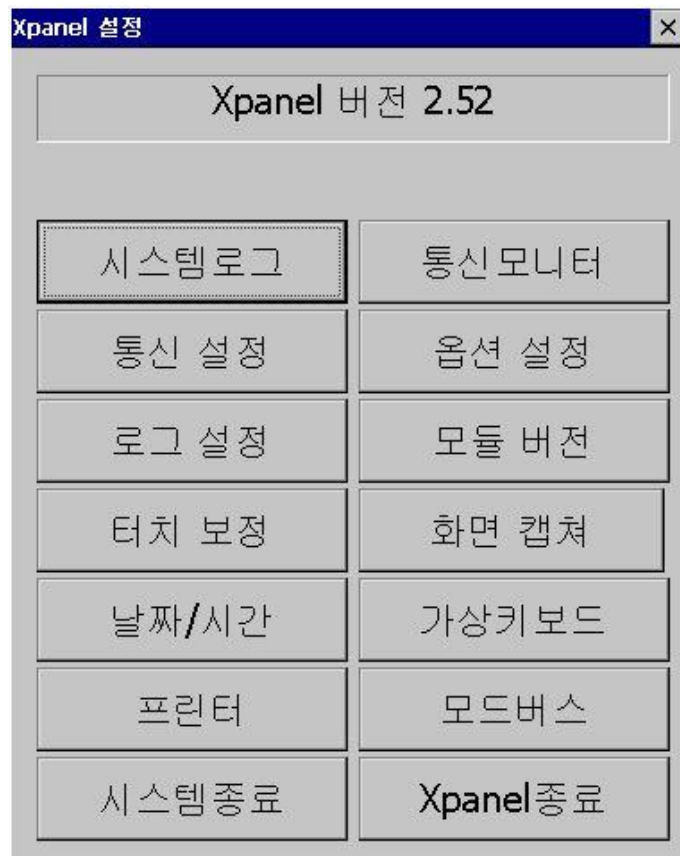 Xpanel 설정
Xpanel 버전 2.52
시스템로그 통신모니터
통신 설정 옵션 설정
로그 설정 모듈 버전
터치 보정 화면 캡쳐
날짜/시간 가상키보드
프린터 모드버스
시스템종료 Xpanel종료